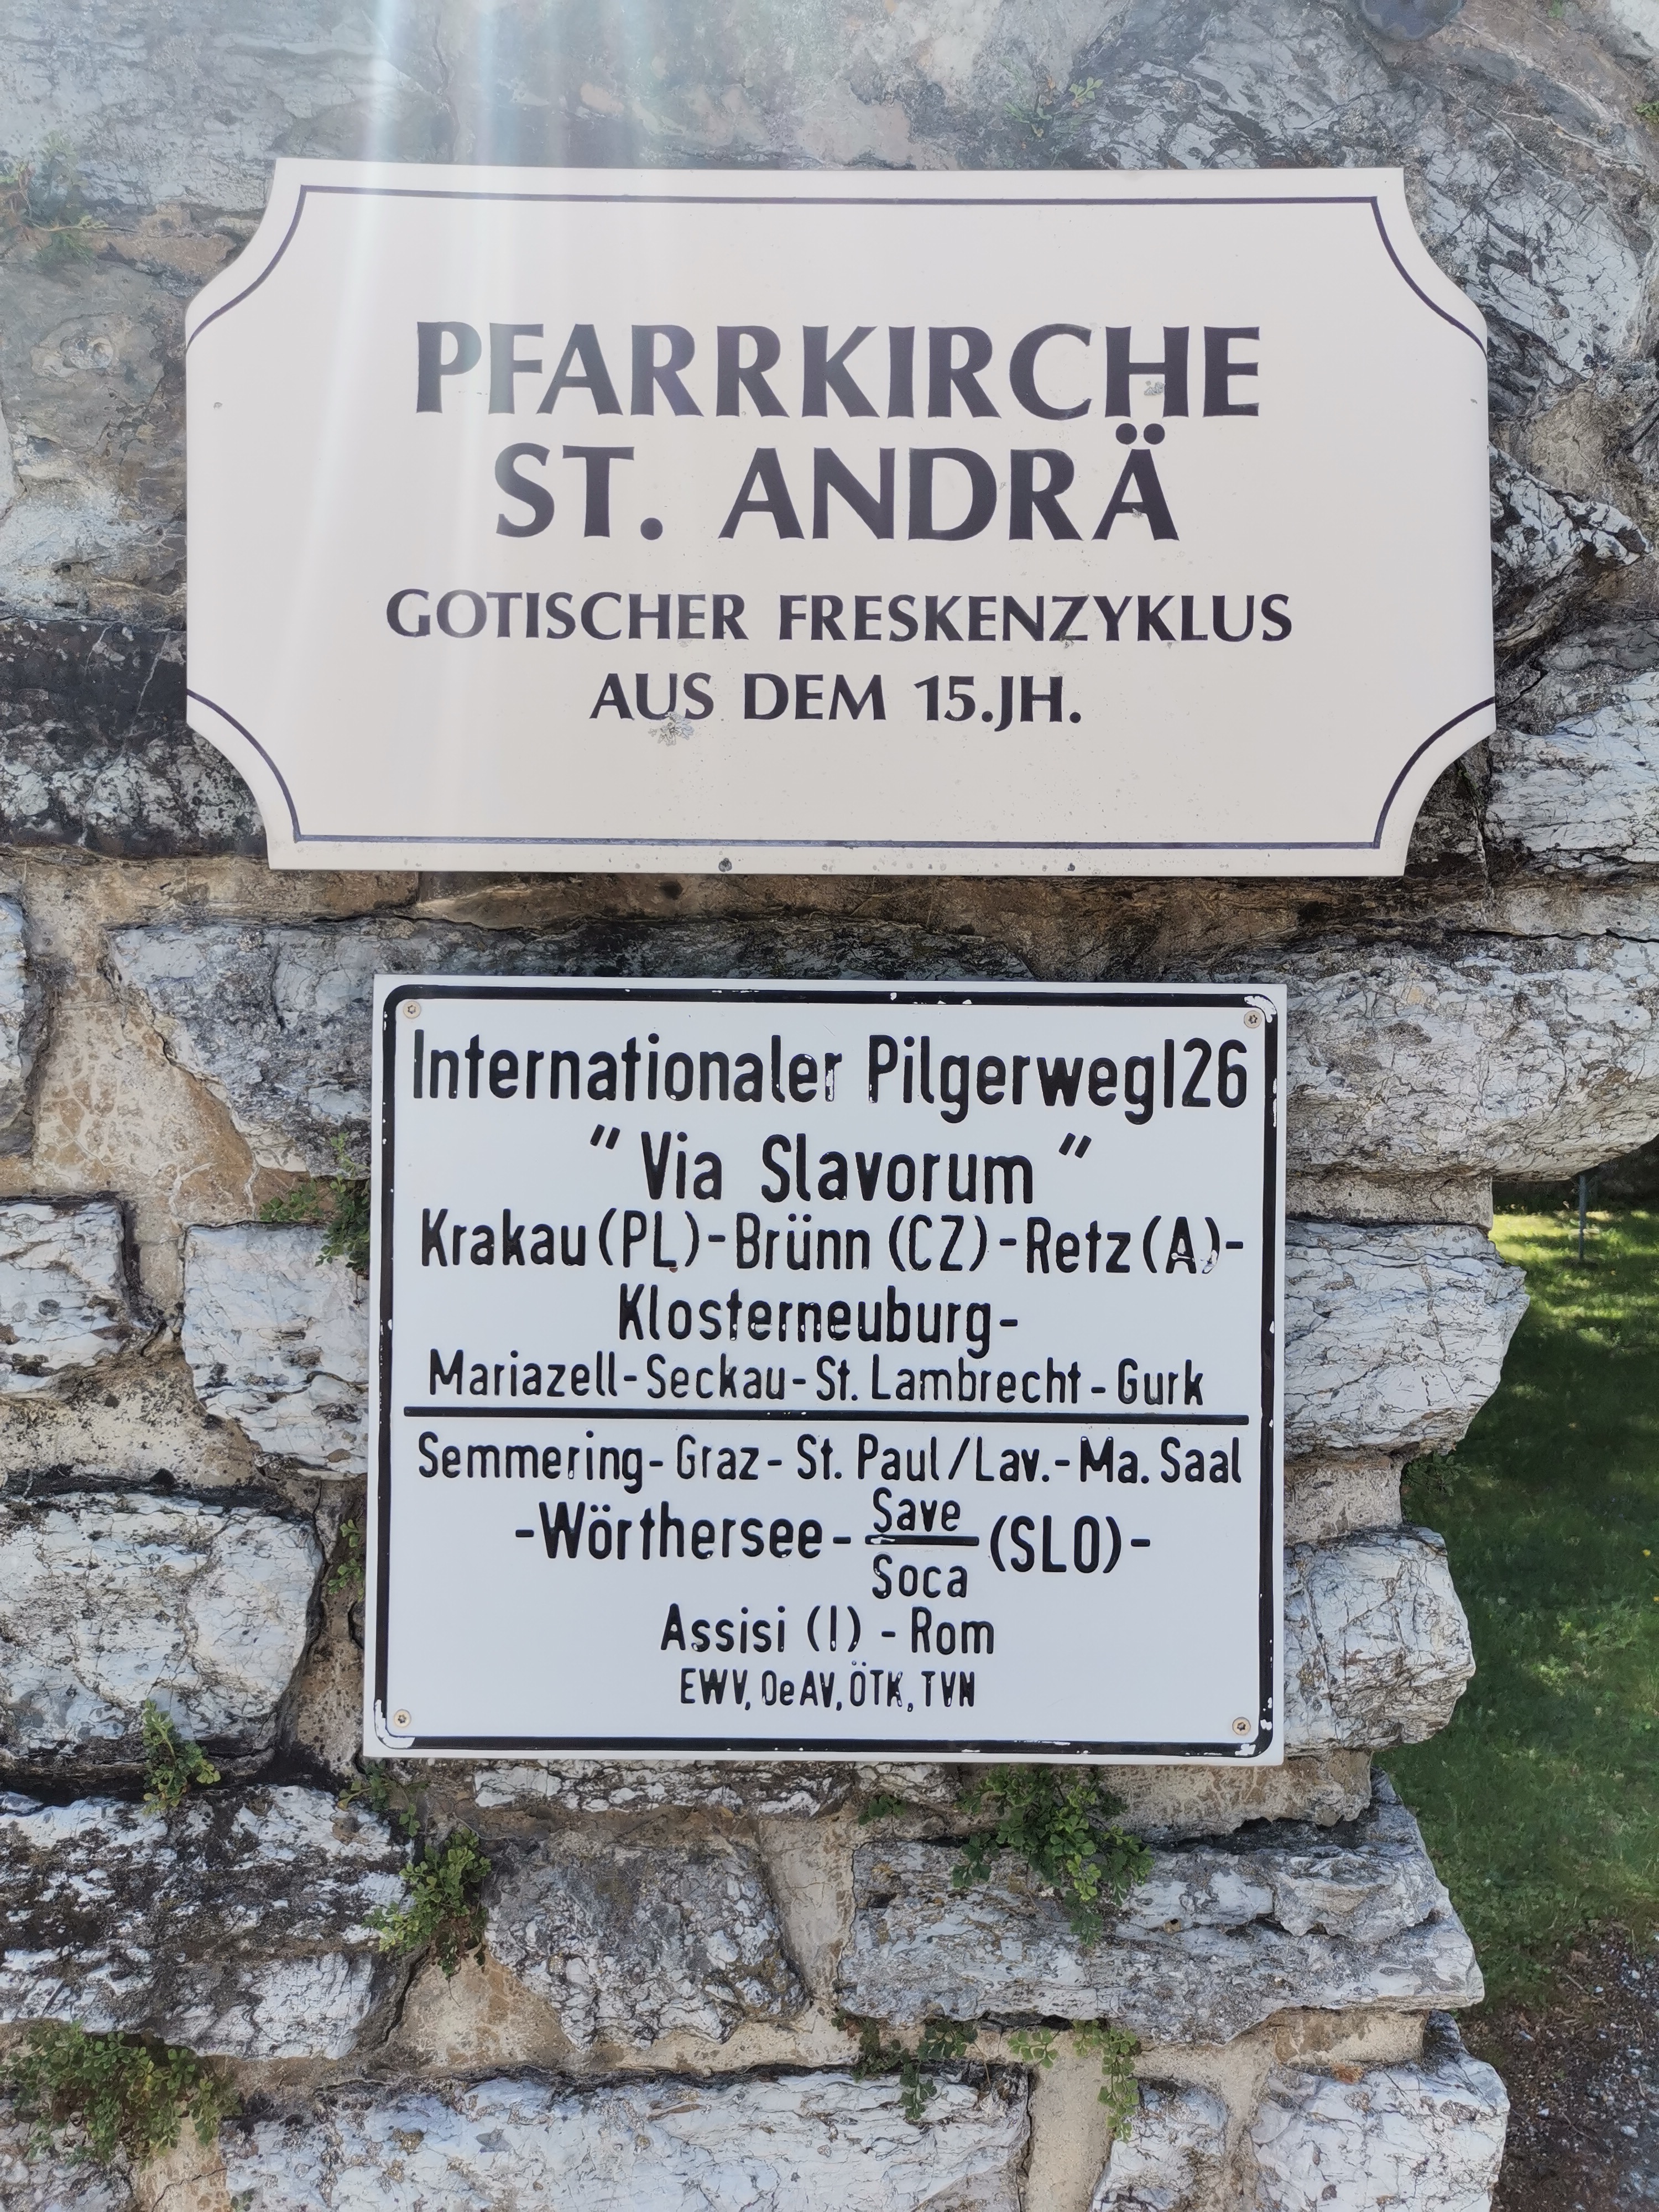 PFARRKIRCHE
ST. ANDRÄ
GOTISCHER FRESKENZYKLUS
AUS DEM 15.JH.
Internationaler Pilgerweg 126
" Via Slavorum "
Krakau (PL)-Brünn (CZ)-Retz (A)-
Klosterneuburg-
Mariazell-Seckau-St. Lambrecht-Gurk
Semmering-Graz-St. Paul/Lav.-Ma. Saal
-Wörthersee- Save/Soca (SLO)-
Assisi (I) - Rom
EWV, OeAV, ÖTK, TVN